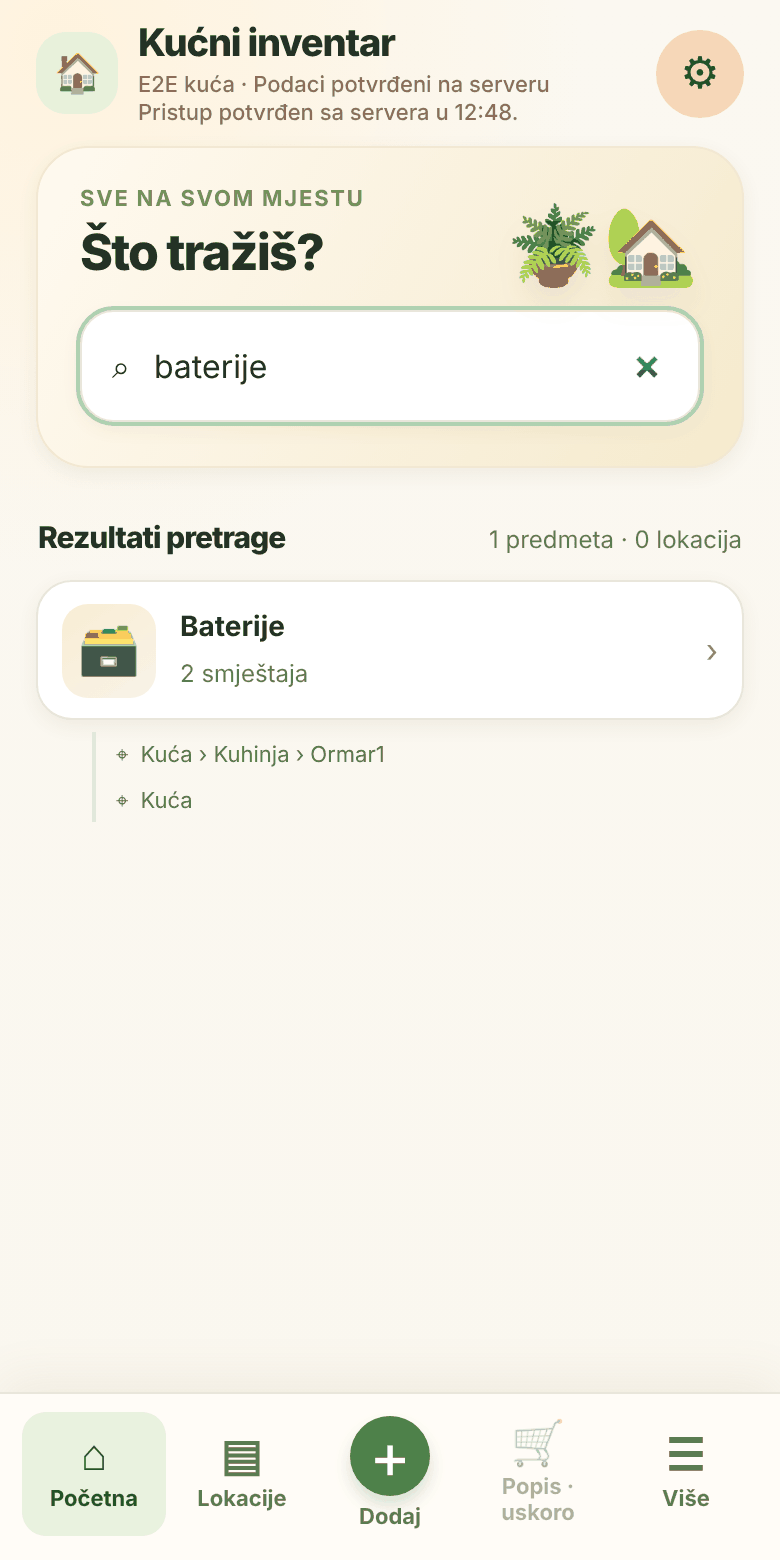 Kućni inventar
E2E kuća · Podaci potvrđeni na serveru
Pristup potvrđen sa servera u 12:48.
SVE NA SVOM MJESTU
Što tražiš?
baterije
Rezultati pretrage
1 predmeta · 0 lokacija
Baterije
2 smještaja
Kuća › Kuhinja › Ormar1
Kuća
Početna
Lokacije
Dodaj
Popis ·
uskoro
Više